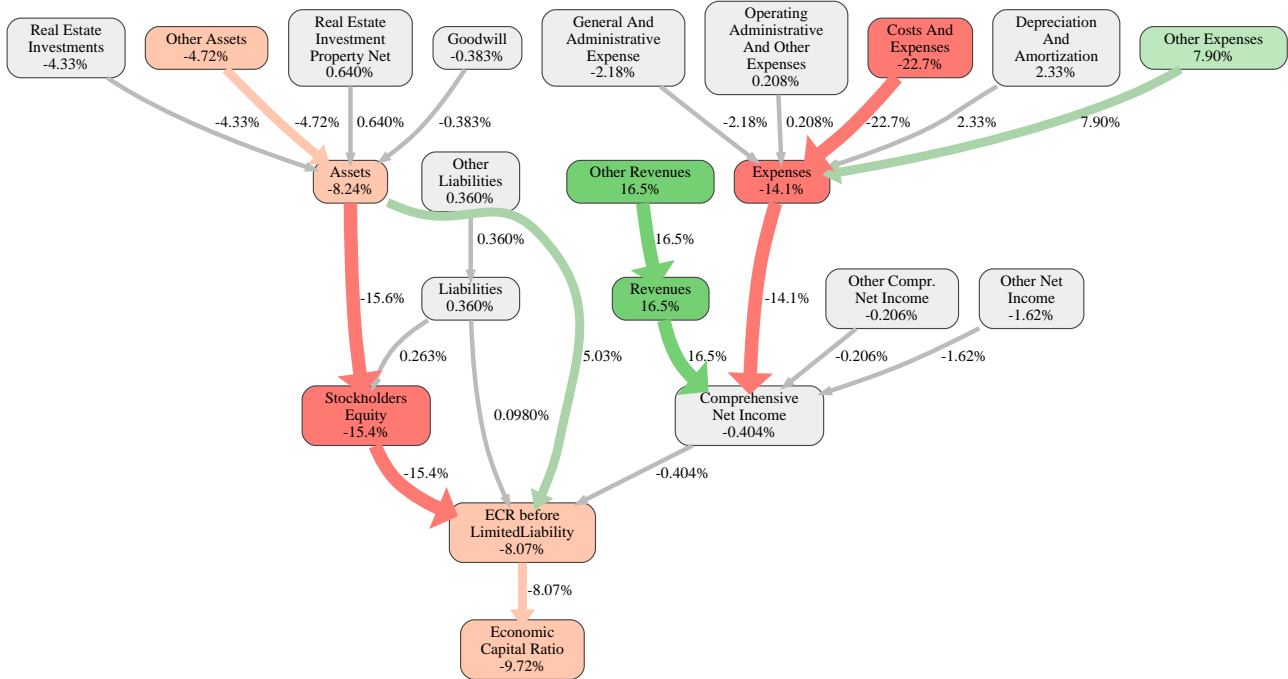 Real Estate
Investments
-4.33%
Other Assets
-4.72%
Real Estate
Investment
Property Net
0.640%
Goodwill
-0.383%
General And
Administrative
Expense
-2.18%
Operating
Administrative
And Other
Expenses
0.208%
Costs And
Expenses
-22.7%
Depreciation
And
Amortization
2.33%
Other Expenses
7.90%
-4.33%
-4.72%
0.640%
-0.383%
-2.18%
0.208%
-22.7%
2.33%
7.90%
Assets
-8.24%
Other
Liabilities
0.360%
Other Revenues
16.5%
Expenses
-14.1%
0.360%
16.5%
-15.6%
Liabilities
0.360%
Revenues
16.5%
-14.1%
Other Compr.
Net Income
-0.206%
Other Net
Income
-1.62%
0.263%
5.03%
16.5%
-0.206%
-1.62%
Stockholders
Equity
-15.4%
0.0980%
Comprehensive
Net Income
-0.404%
-15.4%
-0.404%
ECR before
LimitedLiability
-8.07%
-8.07%
Economic
Capital Ratio
-9.72%